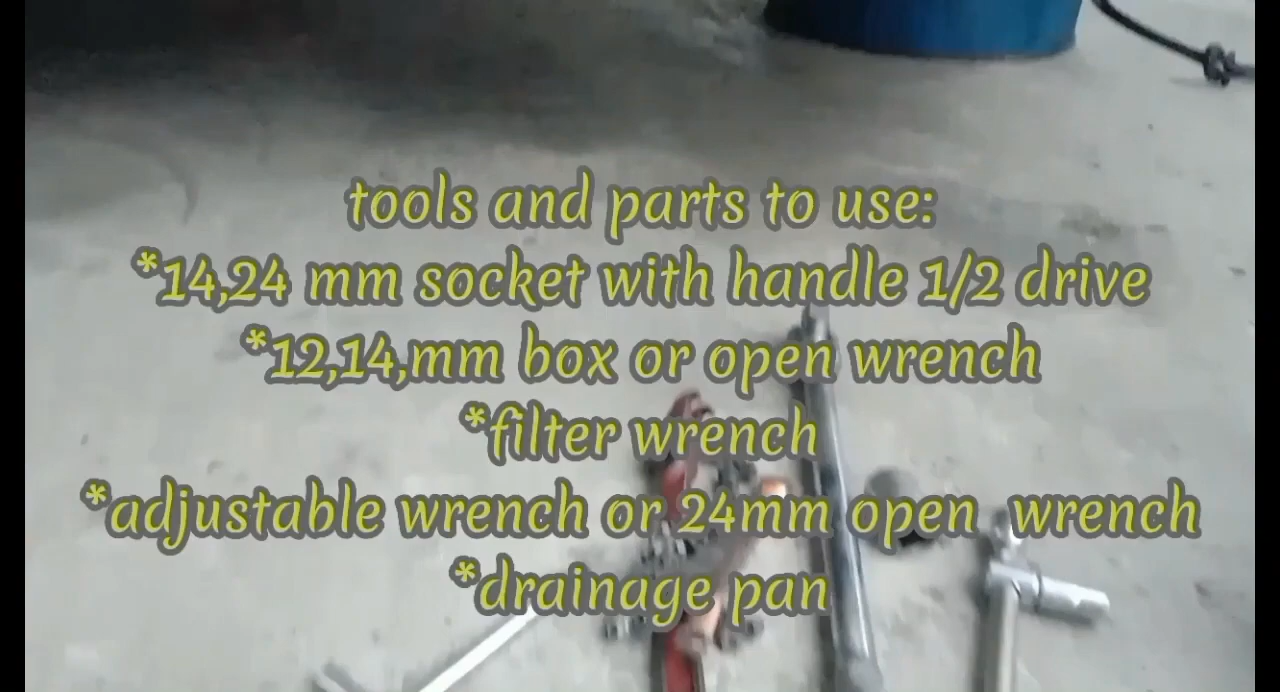 tools and parts to use:
*14,24 mm socket with handle 1/2 drive
*12,14,mm box or open wrench
*filter wrench
*adjustable wrench or 24mm open wrench
*drainage pan